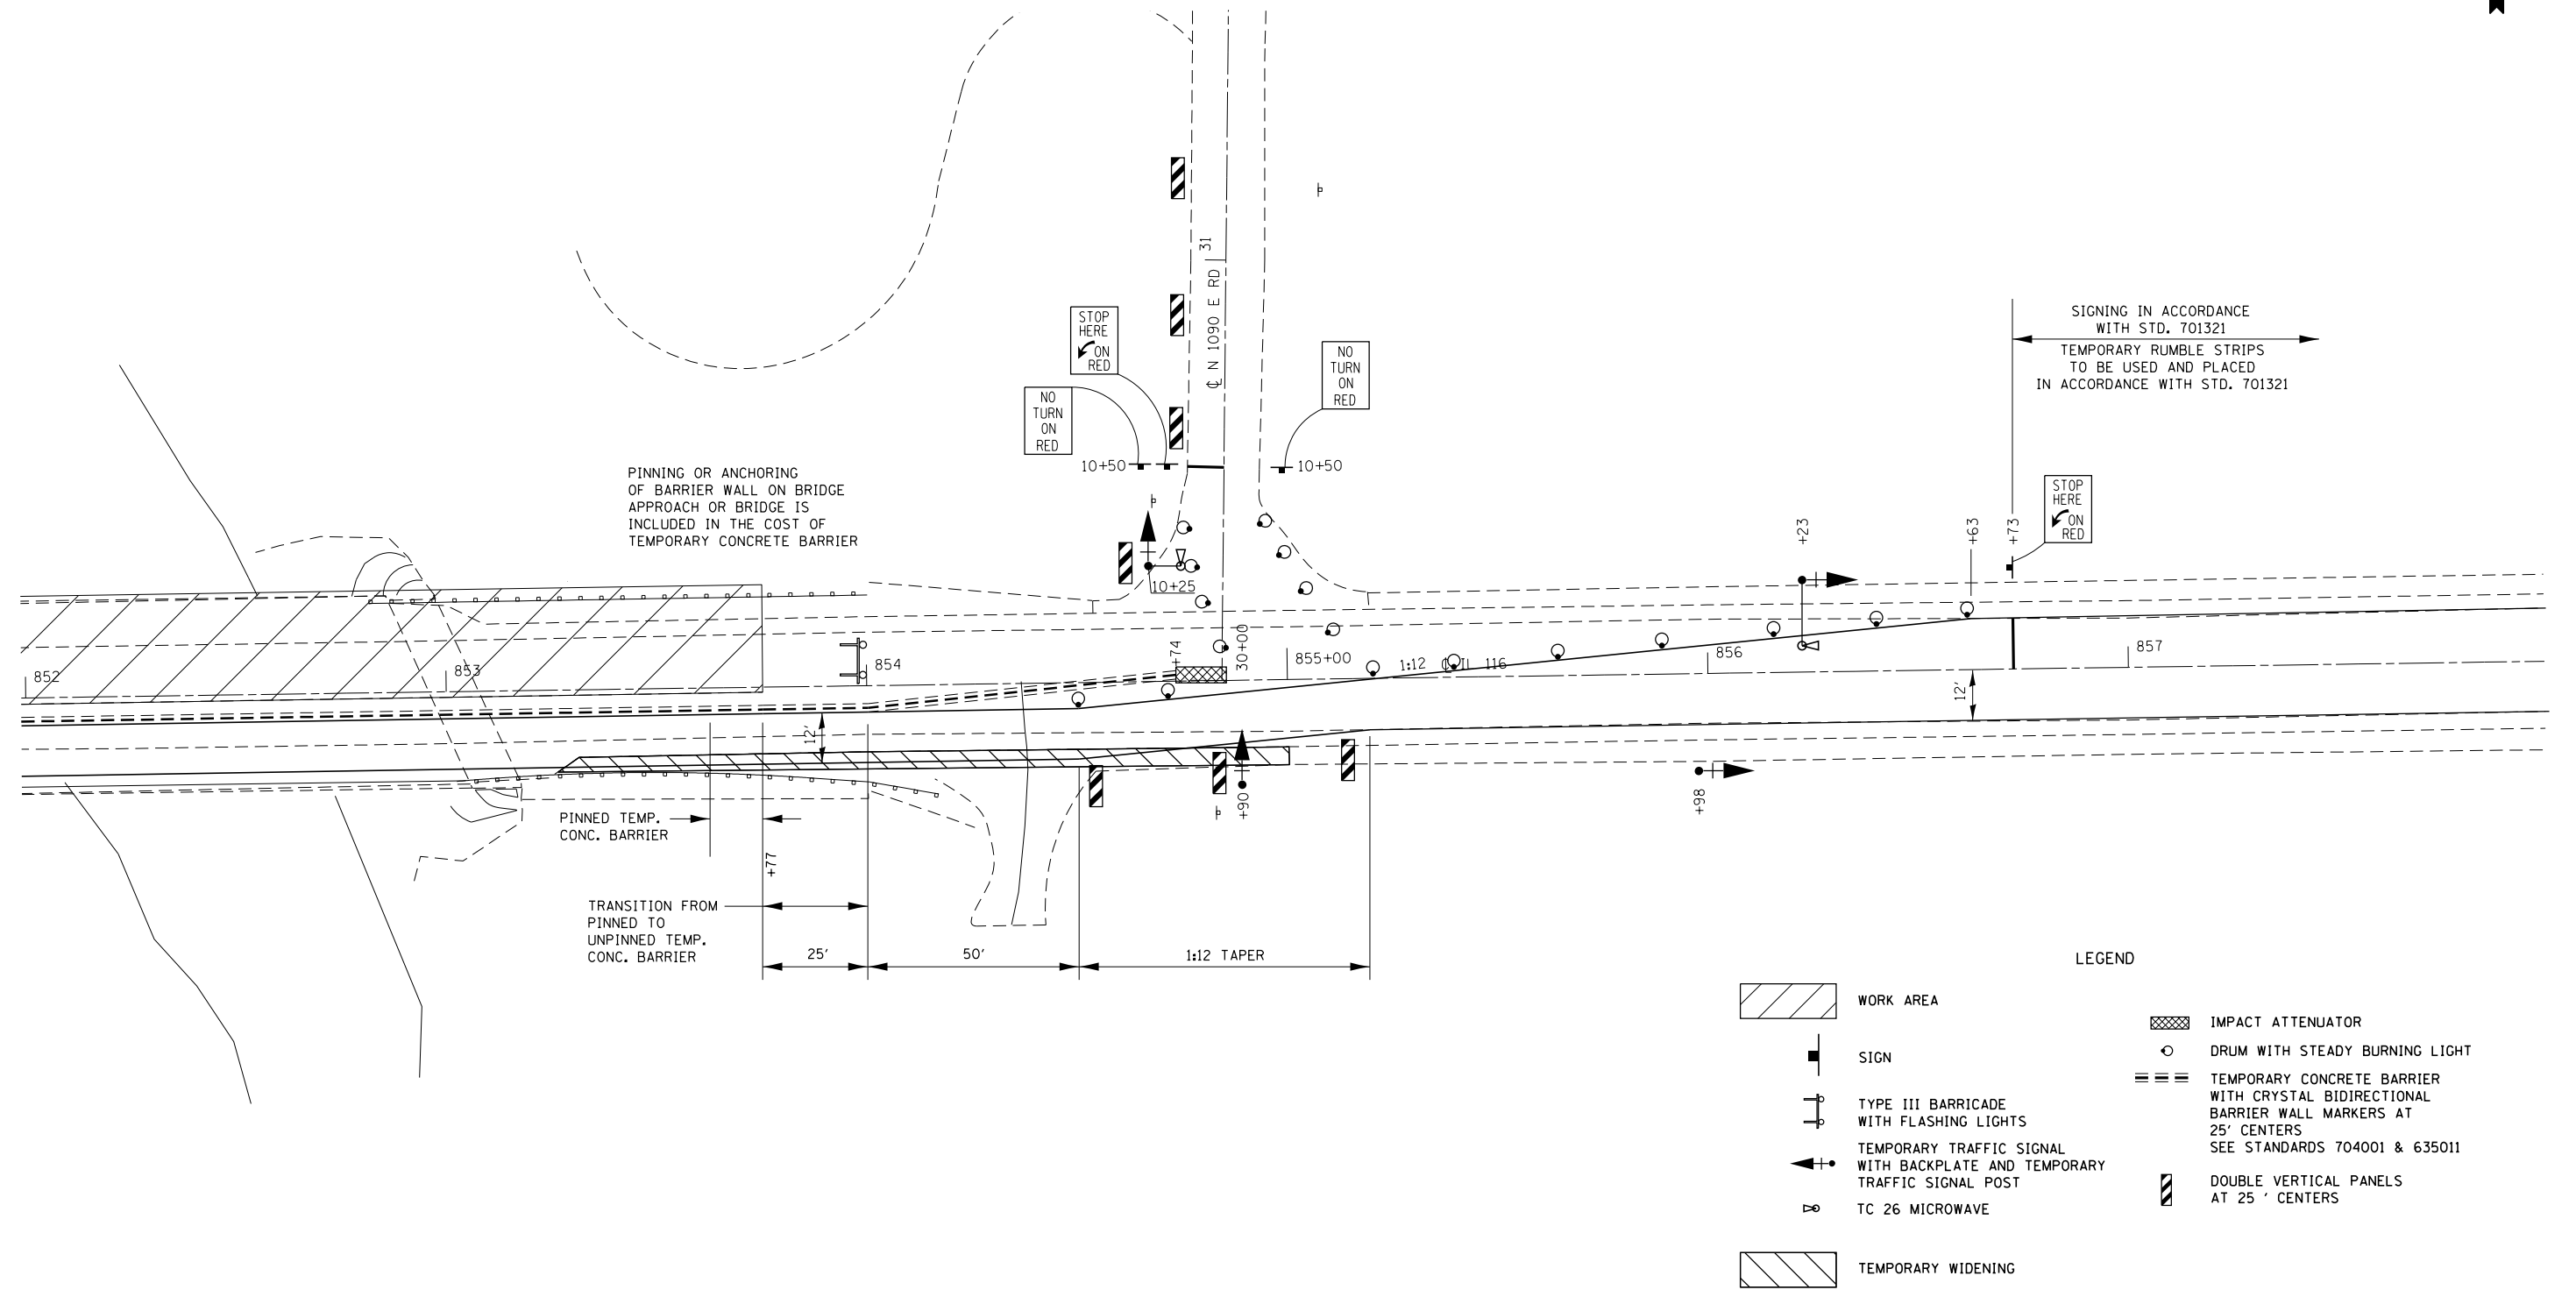 31
℄ N 1090 E RD
STOP
HERE
ON
RED
NO
TURN
ON
RED
NO
TURN
ON
RED
10+50
10+50
10+25
SIGNING IN ACCORDANCE
WITH STD. 701321
TEMPORARY RUMBLE STRIPS
TO BE USED AND PLACED
IN ACCORDANCE WITH STD. 701321
STOP
HERE
ON
RED
+23
+63
+73
PINNING OR ANCHORING
OF BARRIER WALL ON BRIDGE
APPROACH OR BRIDGE IS
INCLUDED IN THE COST OF
TEMPORARY CONCRETE BARRIER
852
853
854
+74
30+00
855+00
1:12
℄ IL 116
856
857
12'
12'
+90
+98
PINNED TEMP.
CONC. BARRIER
+77
TRANSITION FROM
PINNED TO
UNPINNED TEMP.
CONC. BARRIER
25'
50'
1:12 TAPER
LEGEND
WORK AREA
SIGN
TYPE III BARRICADE
WITH FLASHING LIGHTS
TEMPORARY TRAFFIC SIGNAL
WITH BACKPLATE AND TEMPORARY
TRAFFIC SIGNAL POST
TC 26 MICROWAVE
TEMPORARY WIDENING
IMPACT ATTENUATOR
DRUM WITH STEADY BURNING LIGHT
TEMPORARY CONCRETE BARRIER
WITH CRYSTAL BIDIRECTIONAL
BARRIER WALL MARKERS AT
25' CENTERS
SEE STANDARDS 704001 & 635011
DOUBLE VERTICAL PANELS
AT 25 ' CENTERS